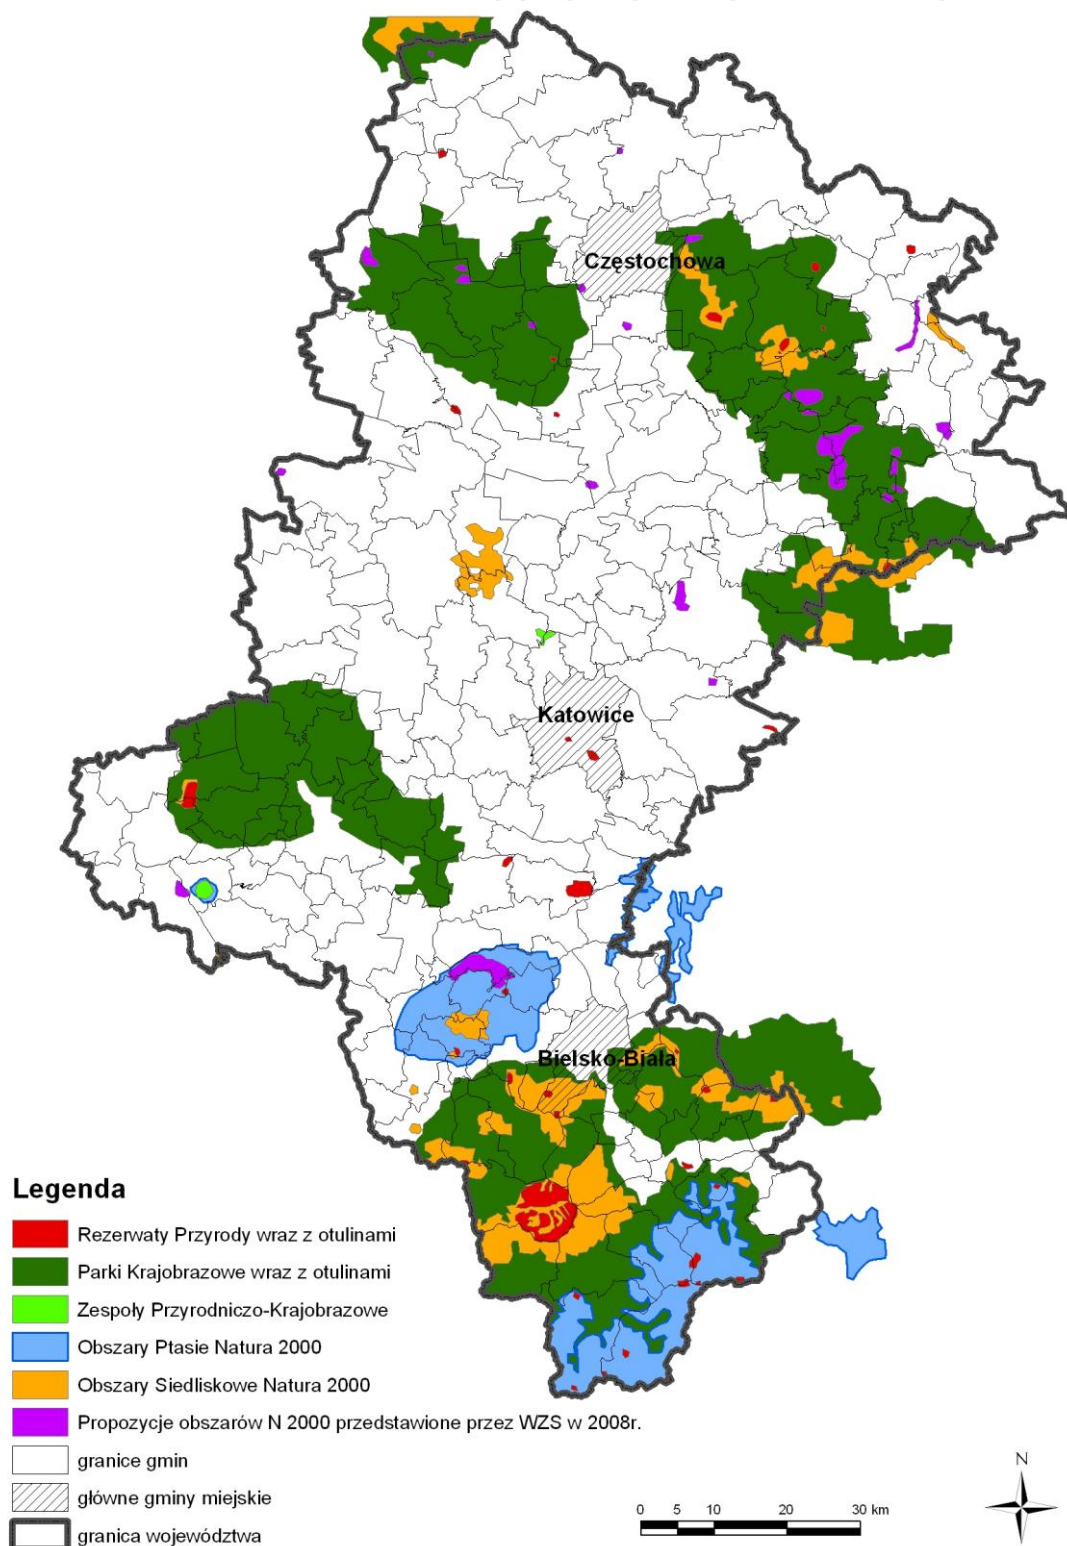 Częstochowa
Katowice
Bielsko-Biała
Legenda
Rezerwaty Przyrody wraz z otulinami
Parki Krajobrazowe wraz z otulinami
Zespoły Przyrodniczo-Krajobrazowe
Obszary Ptasie Natura 2000
Obszary Siedliskowe Natura 2000
Propozycje obszarów N 2000 przedstawione przez WZS w 2008r.
granice gmin
główne gminy miejskie
granica województwa
N
0 5 10 20 30 km